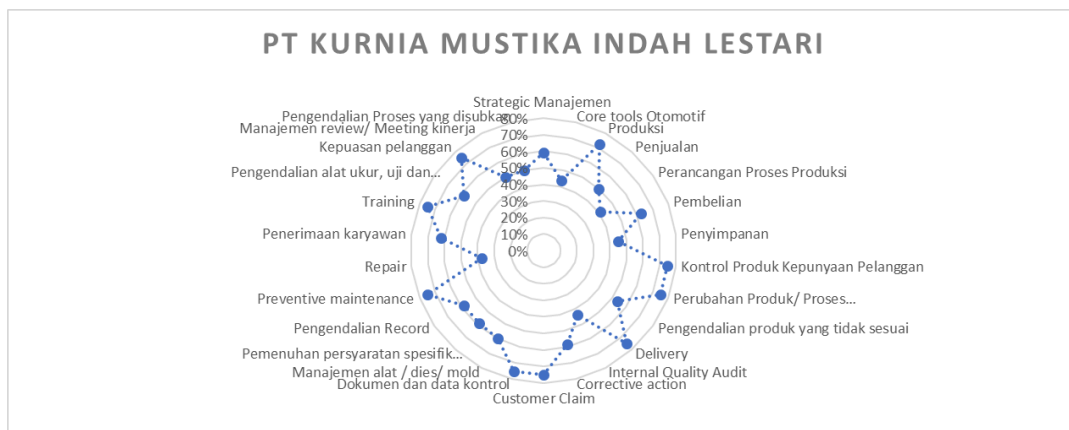 PT KURNIA MUSTIKA INDAH LESTARI
Strategic Manajemen
Core tools Otomotif
Produksi
Penjualan
Perancangan Proses Produksi
Pembelian
Penyimpanan
Kontrol Produk Kepunyaan Pelanggan
Perubahan Produk/ Proses...
Pengendalian produk yang tidak sesuai
Delivery
Internal Quality Audit
Corrective action
Customer Claim
Dokumen dan data kontrol
Manajemen alat / dies/ mold
Pemenuhan persyaratan spesifik...
Pengendalian Record
Preventive maintenance
Repair
Penerimaan karyawan
Training
Pengendalian alat ukur, uji dan...
Kepuasan pelanggan
Manajemen review/ Meeting kinerja
Pengendalian Proses yang disubkan
80%
70%
60%
50%
40%
30%
20%
10%
0%